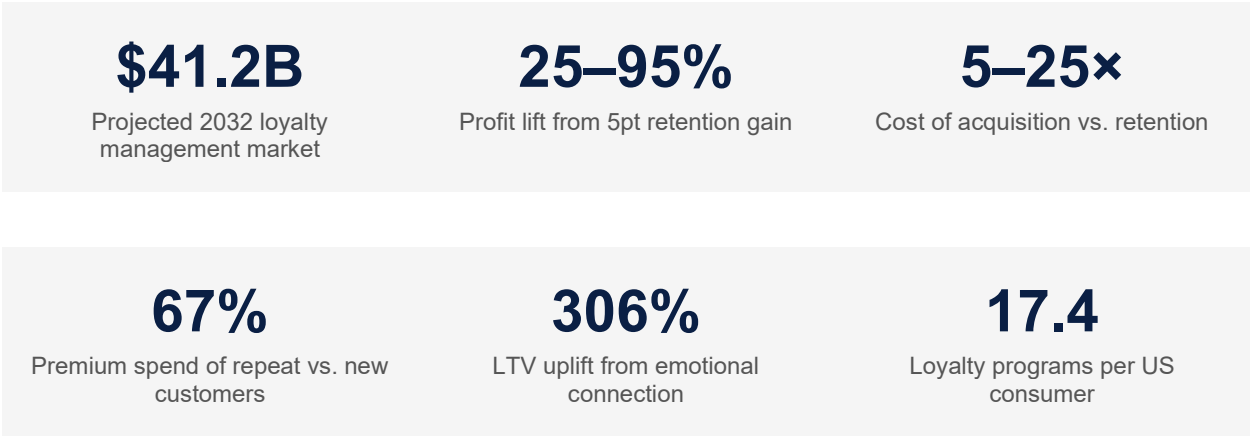 $41.2B
Projected 2032 loyalty
management market
25–95%
Profit lift from 5pt retention gain
5–25×
Cost of acquisition vs. retention
67%
Premium spend of repeat vs. new
customers
306%
LTV uplift from emotional
connection
17.4
Loyalty programs per US
consumer